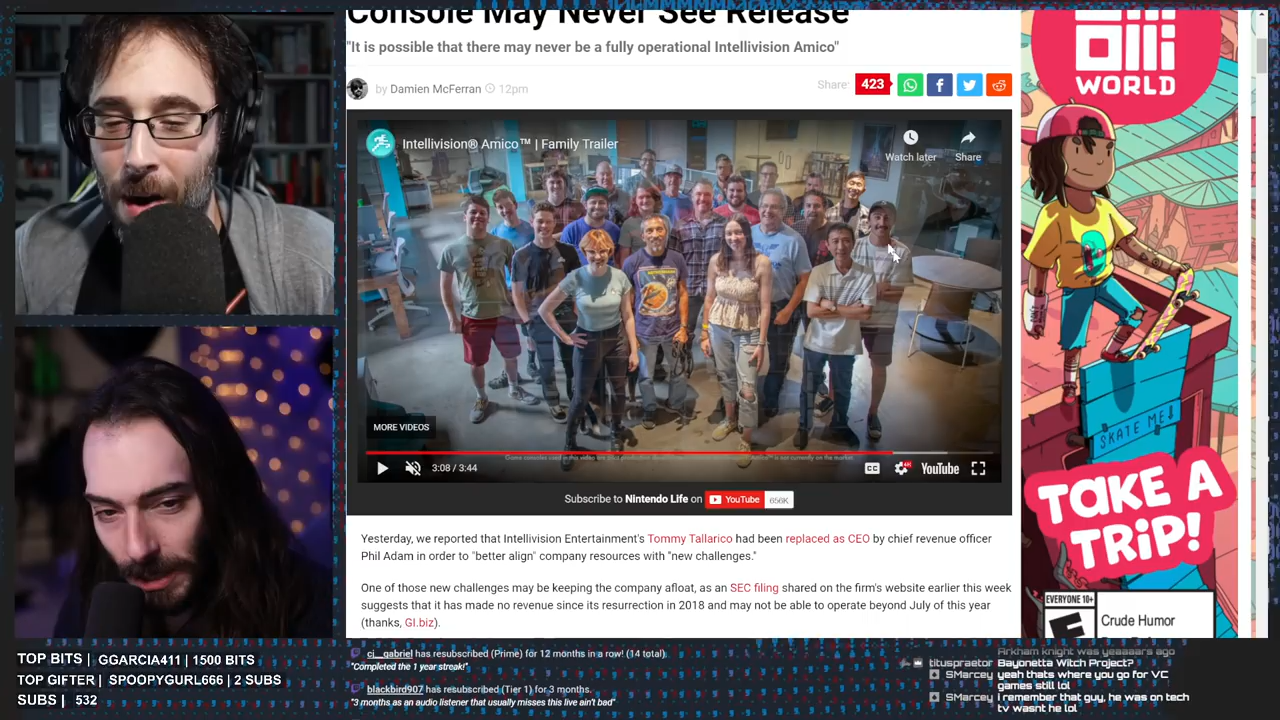 Console May Never See Release
"It is possible that there may never be a fully operational Intellivision Amico"
by Damien McFerran 12pm
Share: 423
Intellivision® Amico™ | Family Trailer
Watch later
Share
MORE VIDEOS
3:08 / 3:44
CC
YouTube
Subscribe to Nintendo Life on YouTube 656K
Yesterday, we reported that Intellivision Entertainment's Tommy Tallarico had been replaced as CEO by chief revenue officer
Phil Adam in order to "better align" company resources with "new challenges."
One of those new challenges may be keeping the company afloat, as an SEC filing shared on the firm's website earlier this week
suggests that it has made no revenue since its resurrection in 2018 and may not be able to operate beyond July of this year
(thanks, GI.biz).
WORLD
SKATE ME
TAKE A
TRiP!
EVERYONE 10+
Crude Humor
TOP BITS | GGARCIA411 | 1500 BITS
TOP GIFTER | SPOOPYGURL666 | 2 SUBS
SUBS | 532
ci__gabriel has resubscribed (Prime) for 12 months in a row! (14 total).
"Completed the 1 year streak!"
blackbird907 has resubscribed (Tier 1) for 3 months.
"3 months as an audio listener that usually misses this live ain't bad"
Arkham knight was yeaaaars ago
tituspraetor Bayonetta Witch Project?
SMarcey yeah thats where you go for VC
games still lol
SMarcey i remember that guy, he was on tech
tv wasnt he lol